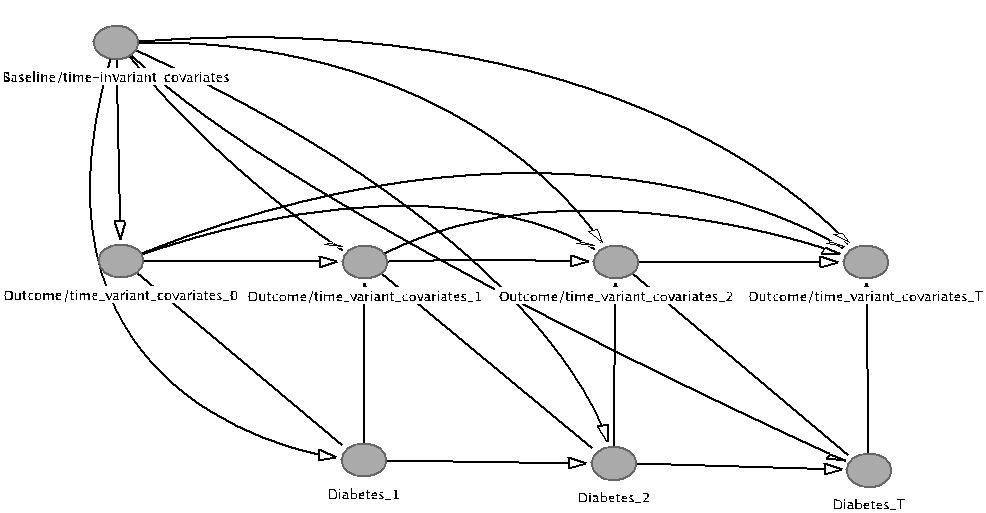 Baseline/time-invariant_covariates
Outcome/time_variant_covariates_0
Outcome/time_variant_covariates_1
Outcome/time_variant_covariates_2
Outcome/time_variant_covariates_T
Diabetes_1
Diabetes_2
Diabetes_T